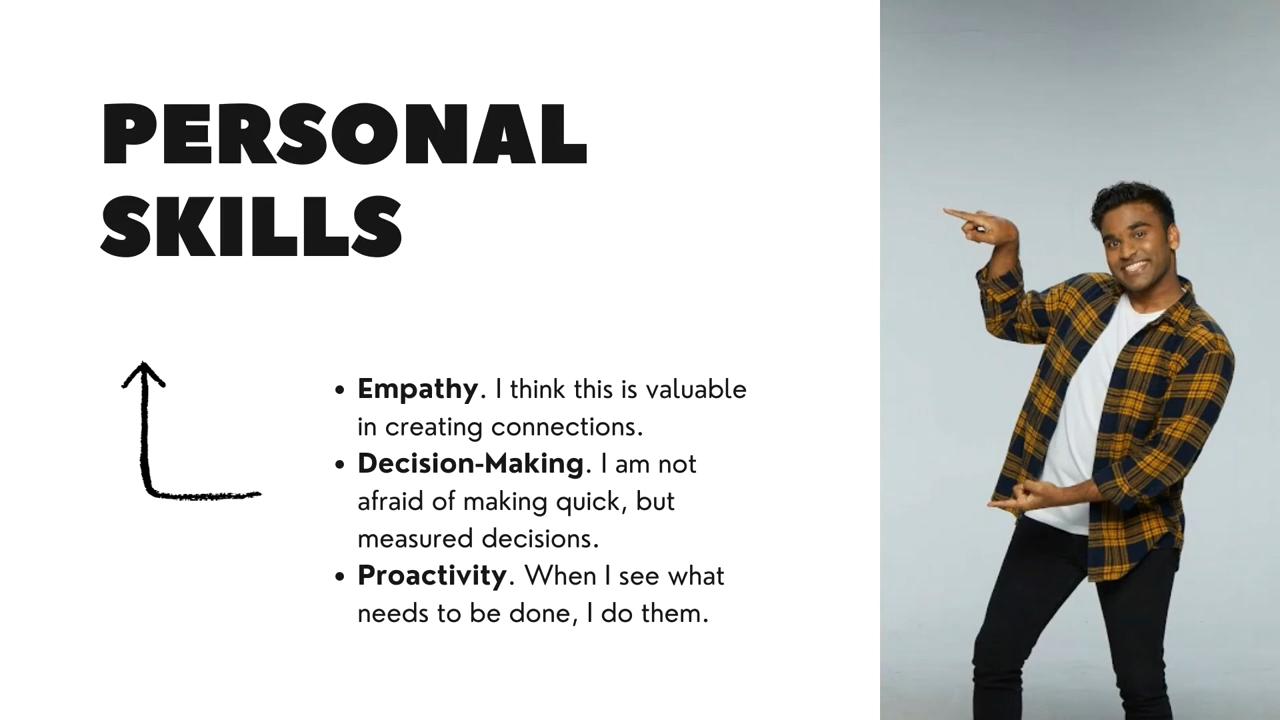 PERSONAL
SKILLS
• Empathy. I think this is valuable
in creating connections.
• Decision-Making. I am not
afraid of making quick, but
measured decisions.
• Proactivity. When I see what
needs to be done, I do them.